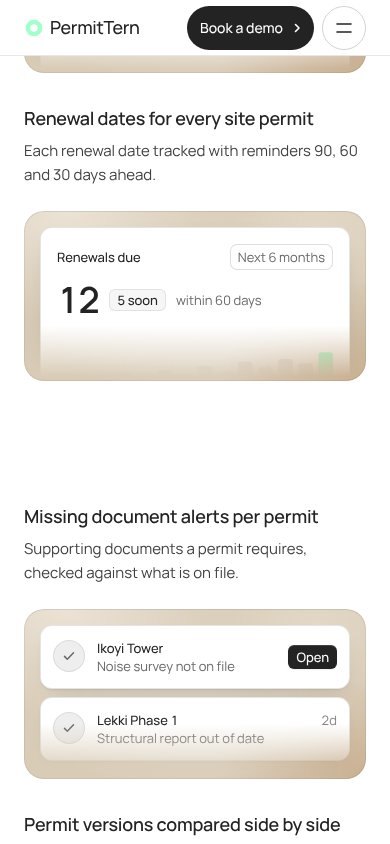 PermitTern
Book a demo
Renewal dates for every site permit
Each renewal date tracked with reminders 90, 60
and 30 days ahead.
Renewals due
Next 6 months
12
5 soon
within 60 days
Missing document alerts per permit
Supporting documents a permit requires,
checked against what is on file.
Ikoyi Tower
Noise survey not on file
Open
Lekki Phase 1
2d
Structural report out of date
Permit versions compared side by side